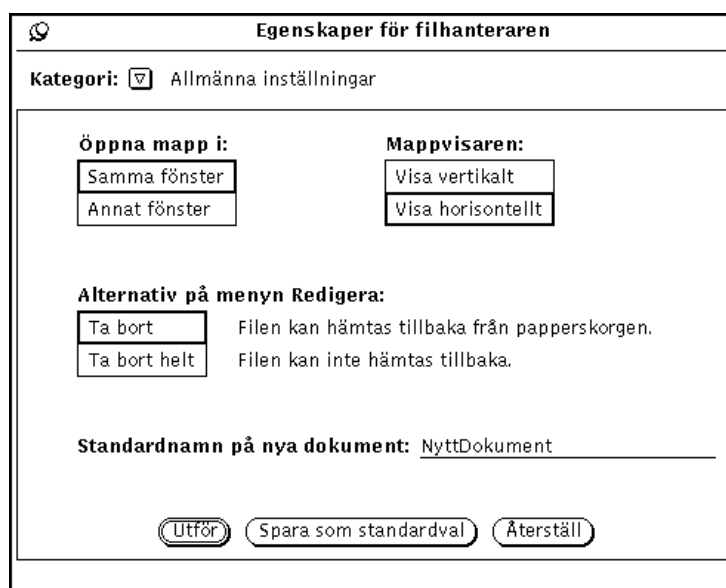 Egenskaper för filhanteraren
Kategori: Allmänna inställningar
Öppna mapp i: Mappvisaren:
Samma fönster Visa vertikalt
Annat fönster Visa horisontellt
Alternativ på menyn Redigera:
Ta bort Filen kan hämtas tillbaka från papperskorgen.
Ta bort helt Filen kan inte hämtas tillbaka.
Standardnamn på nya dokument: NyttDokument
Utför Spara som standardval Återställ